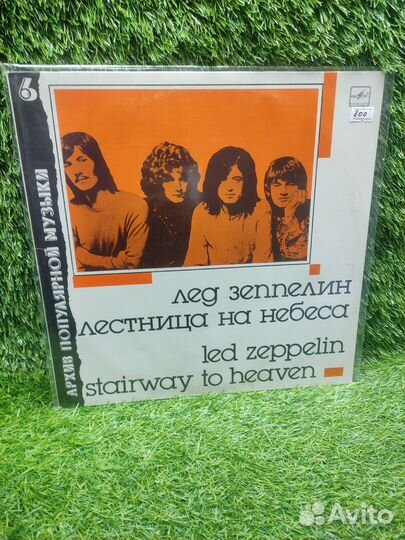 6
АРХИВ ПОПУЛЯРНОЙ МУЗЫКИ
800
лед зеппелин
лестница на небеса
led zeppelin
stairway to heaven
Avito